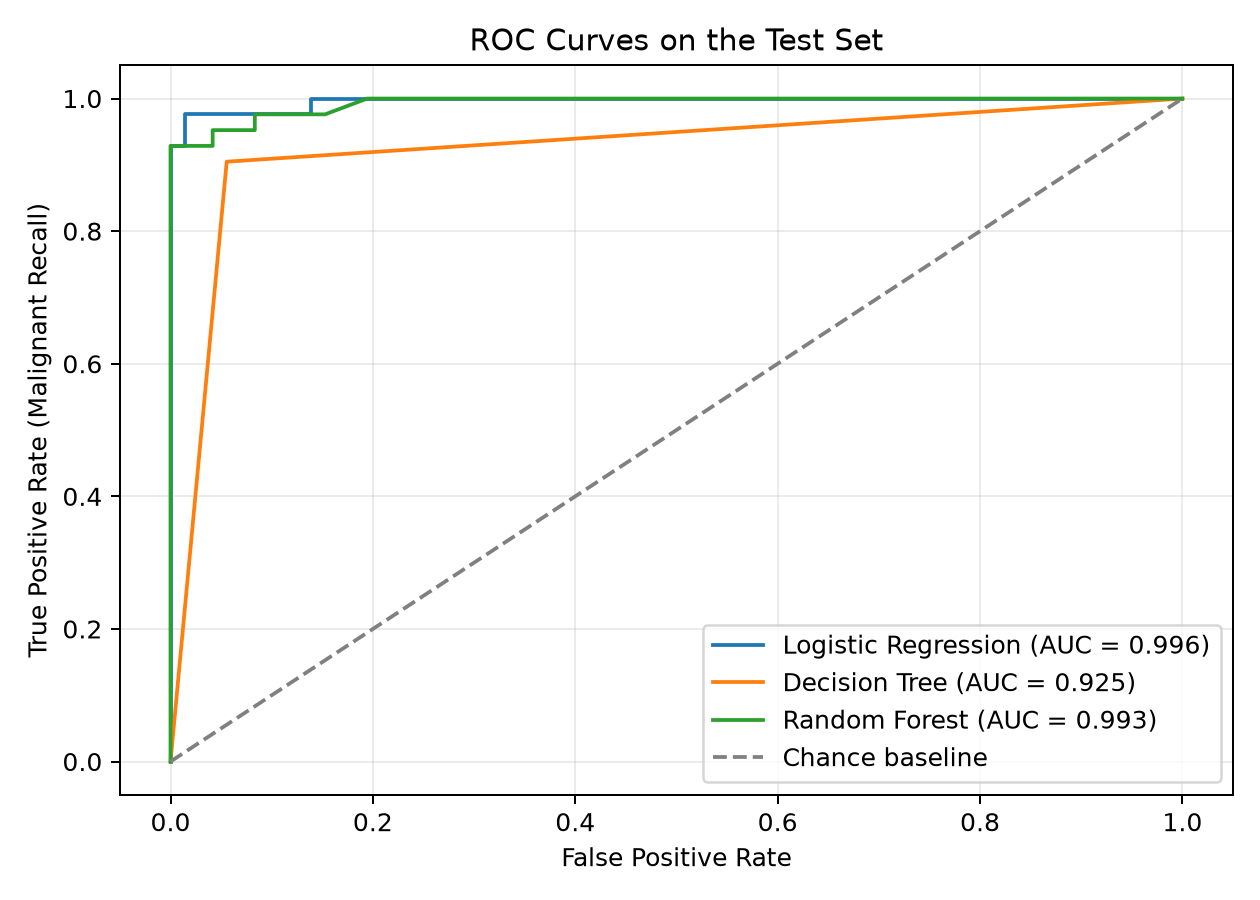 ROC Curves on the Test Set
True Positive Rate (Malignant Recall)
1.0
0.8
0.6
0.4
0.2
0.0
0.0 0.2 0.4 0.6 0.8 1.0
False Positive Rate
Logistic Regression (AUC = 0.996)
Decision Tree (AUC = 0.925)
Random Forest (AUC = 0.993)
Chance baseline